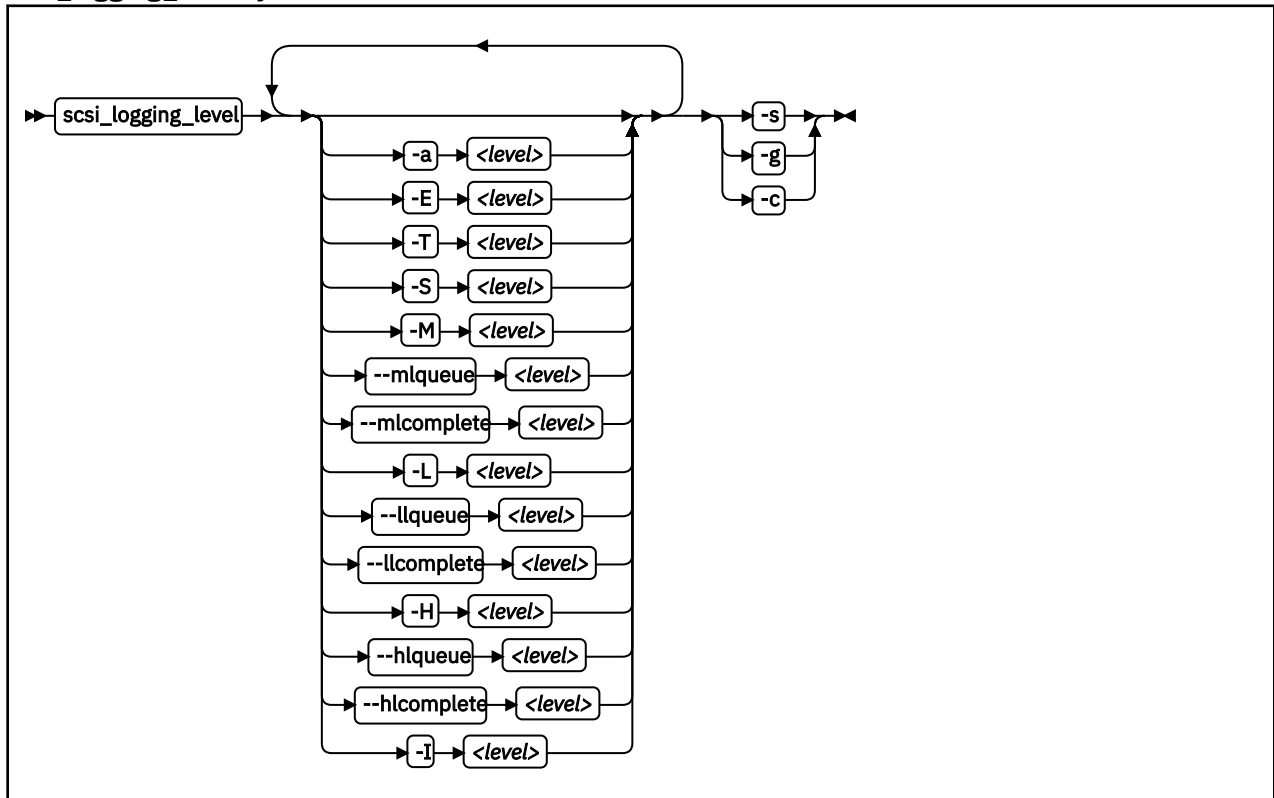 scsi_logging_level -s
-a <level> -g
-E <level> -c
-T <level>
-S <level>
-M <level>
--mlqueue <level>
--mlcomplete <level>
-L <level>
--llqueue <level>
--llcomplete <level>
-H <level>
--hlqueue <level>
--hlcomplete <level>
-I <level>